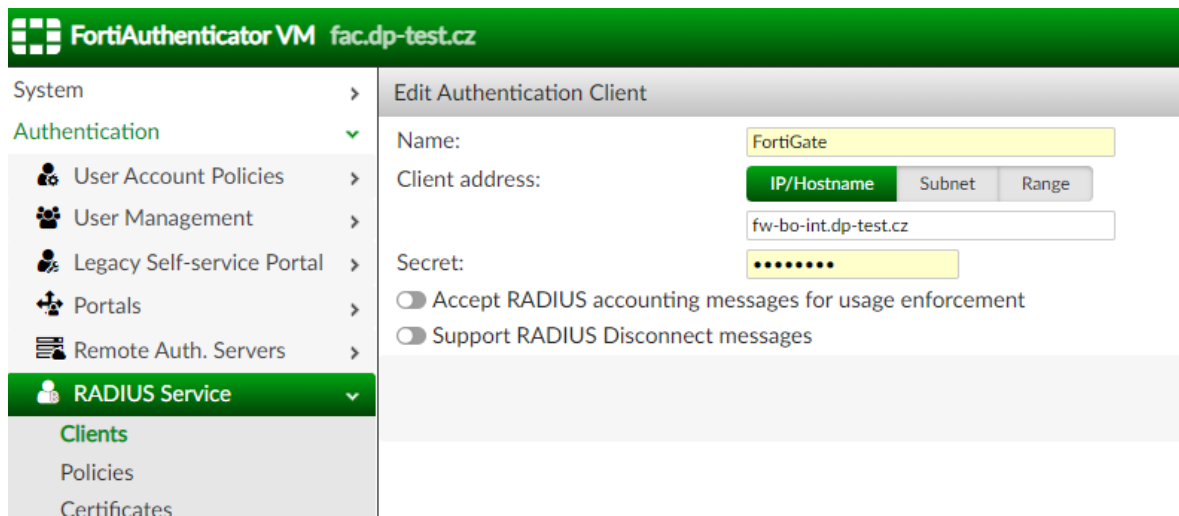 FortiAuthenticator VM fac.dp-test.cz
System
Authentication
User Account Policies
User Management
Legacy Self-service Portal
Portals
Remote Auth. Servers
RADIUS Service
Clients
Policies
Certificates
Edit Authentication Client
Name: FortiGate
Client address: IP/Hostname Subnet Range
fw-bo-int.dp-test.cz
Secret: ••••••••
Accept RADIUS accounting messages for usage enforcement
Support RADIUS Disconnect messages